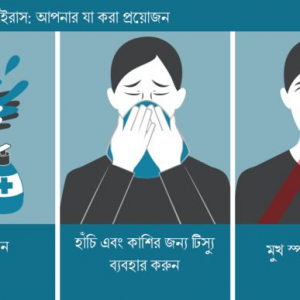 ইরাস: আপনার যা করা প্রয়োজন
ন
হাঁচি এবং কাশির জন্য টিস্যু
ব্যবহার করুন
মুখ স্প